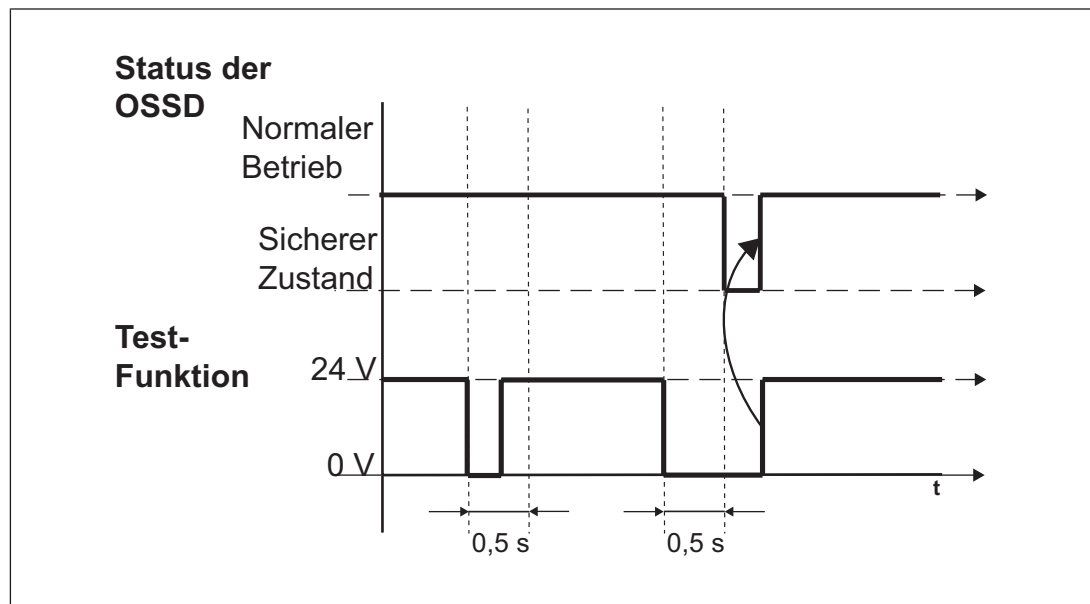 Status der
OSSD
Normaler
Betrieb
Sicherer
Zustand
Test-
Funktion
24 V
0 V
t
0,5 s
0,5 s